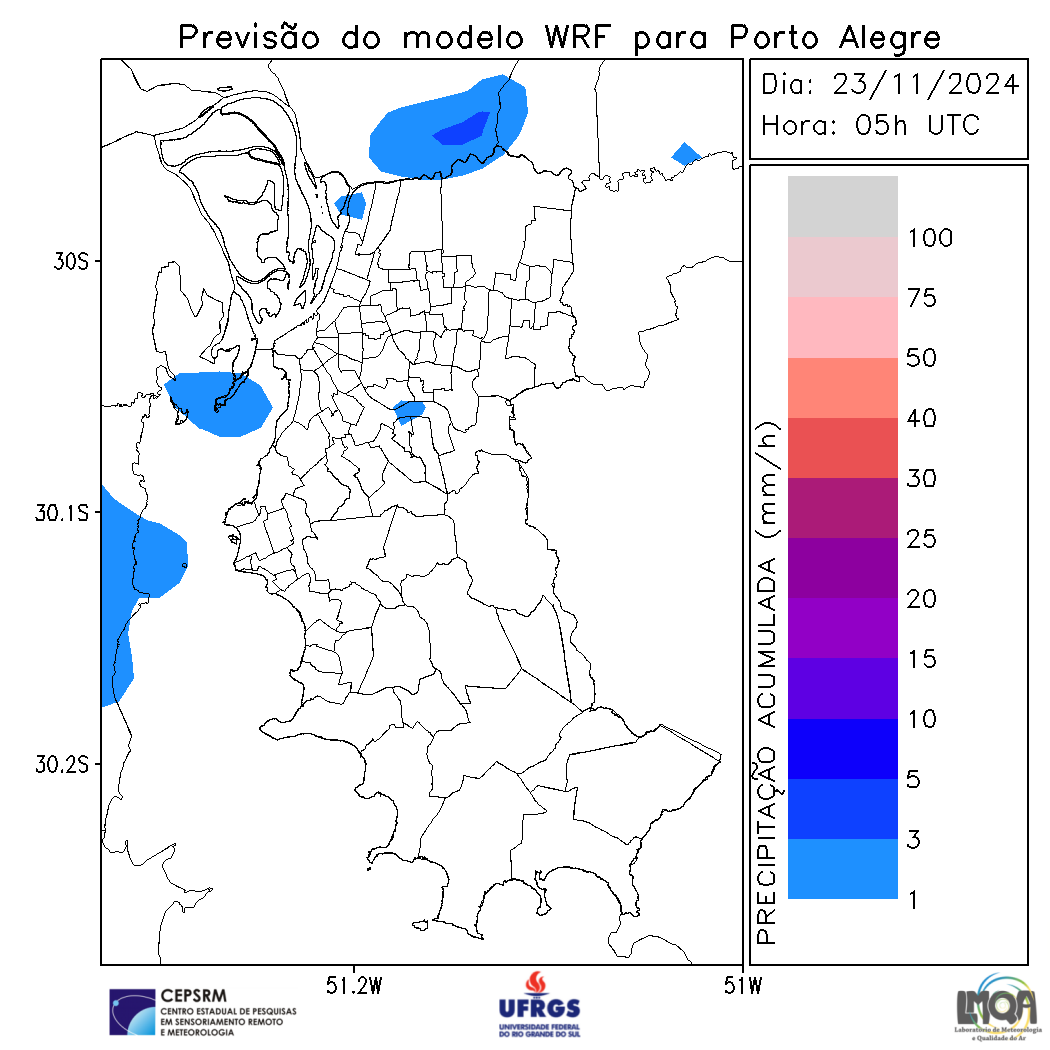 Previsão do modelo WRF para Porto Alegre
Dia: 23/11/2024
Hora: 05h UTC
30S
30.1S
30.2S
51.2W
51W
PRECIPITAÇÃO ACUMULADA (mm/h)
100
75
50
40
30
25
20
15
10
5
3
1
CEPSRM
CENTRO ESTADUAL DE PESQUISAS
EM SENSORIAMENTO REMOTO
E METEOROLOGIA
UFRGS
UNIVERSIDADE FEDERAL
DO RIO GRANDE DO SUL
LMQA
Laboratório de Meteorologia
e Qualidade do Ar